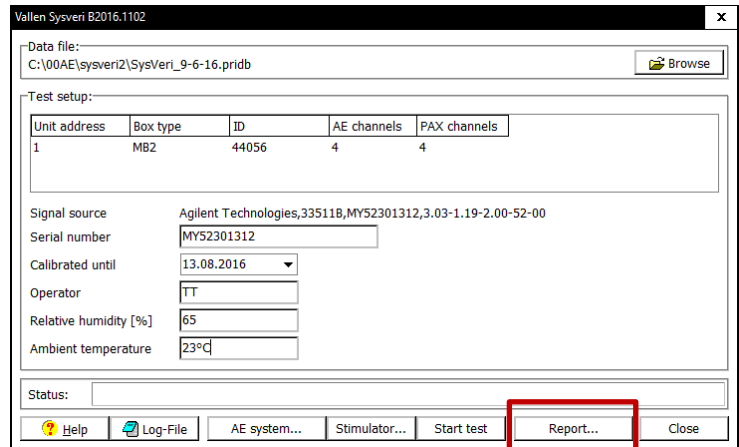 Vallen Sysveri B2016.1102 x
Data file:
C:\00AE\sysveri2\SysVeri_9-6-16.pridb Browse
Test setup:
Unit address Box type ID AE channels PAX channels
1 MB2 44056 4 4
Signal source Agilent Technologies,33511B,MY52301312,3.03-1.19-2.00-52-00
Serial number MY52301312
Calibrated until 13.08.2016
Operator TT
Relative humidity [%] 65
Ambient temperature 23°C
Status:
? Help Log-File AE system... Stimulator... Start test Report... Close